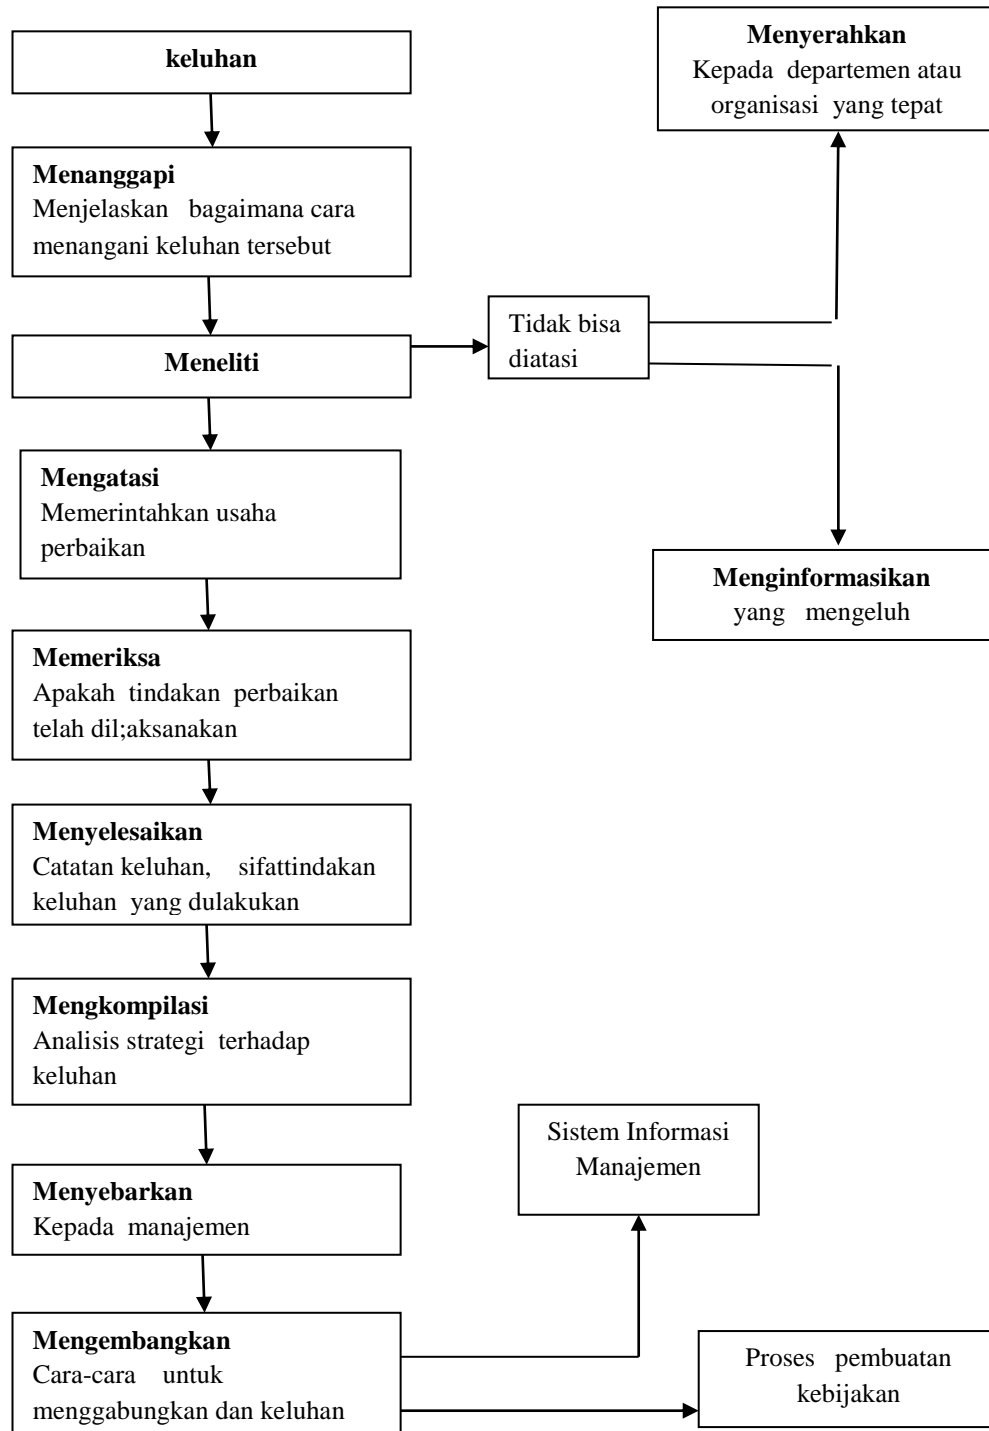 keluhan
Menyerahkan
Kepada departemen atau
organisasi yang tepat
Menanggapi
Menjelaskan bagaimana cara
menangani keluhan tersebut
Meneliti
Tidak bisa
diatasi
Mengatasi
Memerintahkan usaha
perbaikan
Menginformasikan
yang mengeluh
Memeriksa
Apakah tindakan perbaikan
telah dil;aksanakan
Menyelesaikan
Catatan keluhan, sifattindakan
keluhan yang dulakukan
Mengkompilasi
Analisis strategi terhadap
keluhan
Sistem Informasi
Manajemen
Menyebarkan
Kepada manajemen
Mengembangkan
Cara-cara untuk
menggabungkan dan keluhan
Proses pembuatan
kebijakan